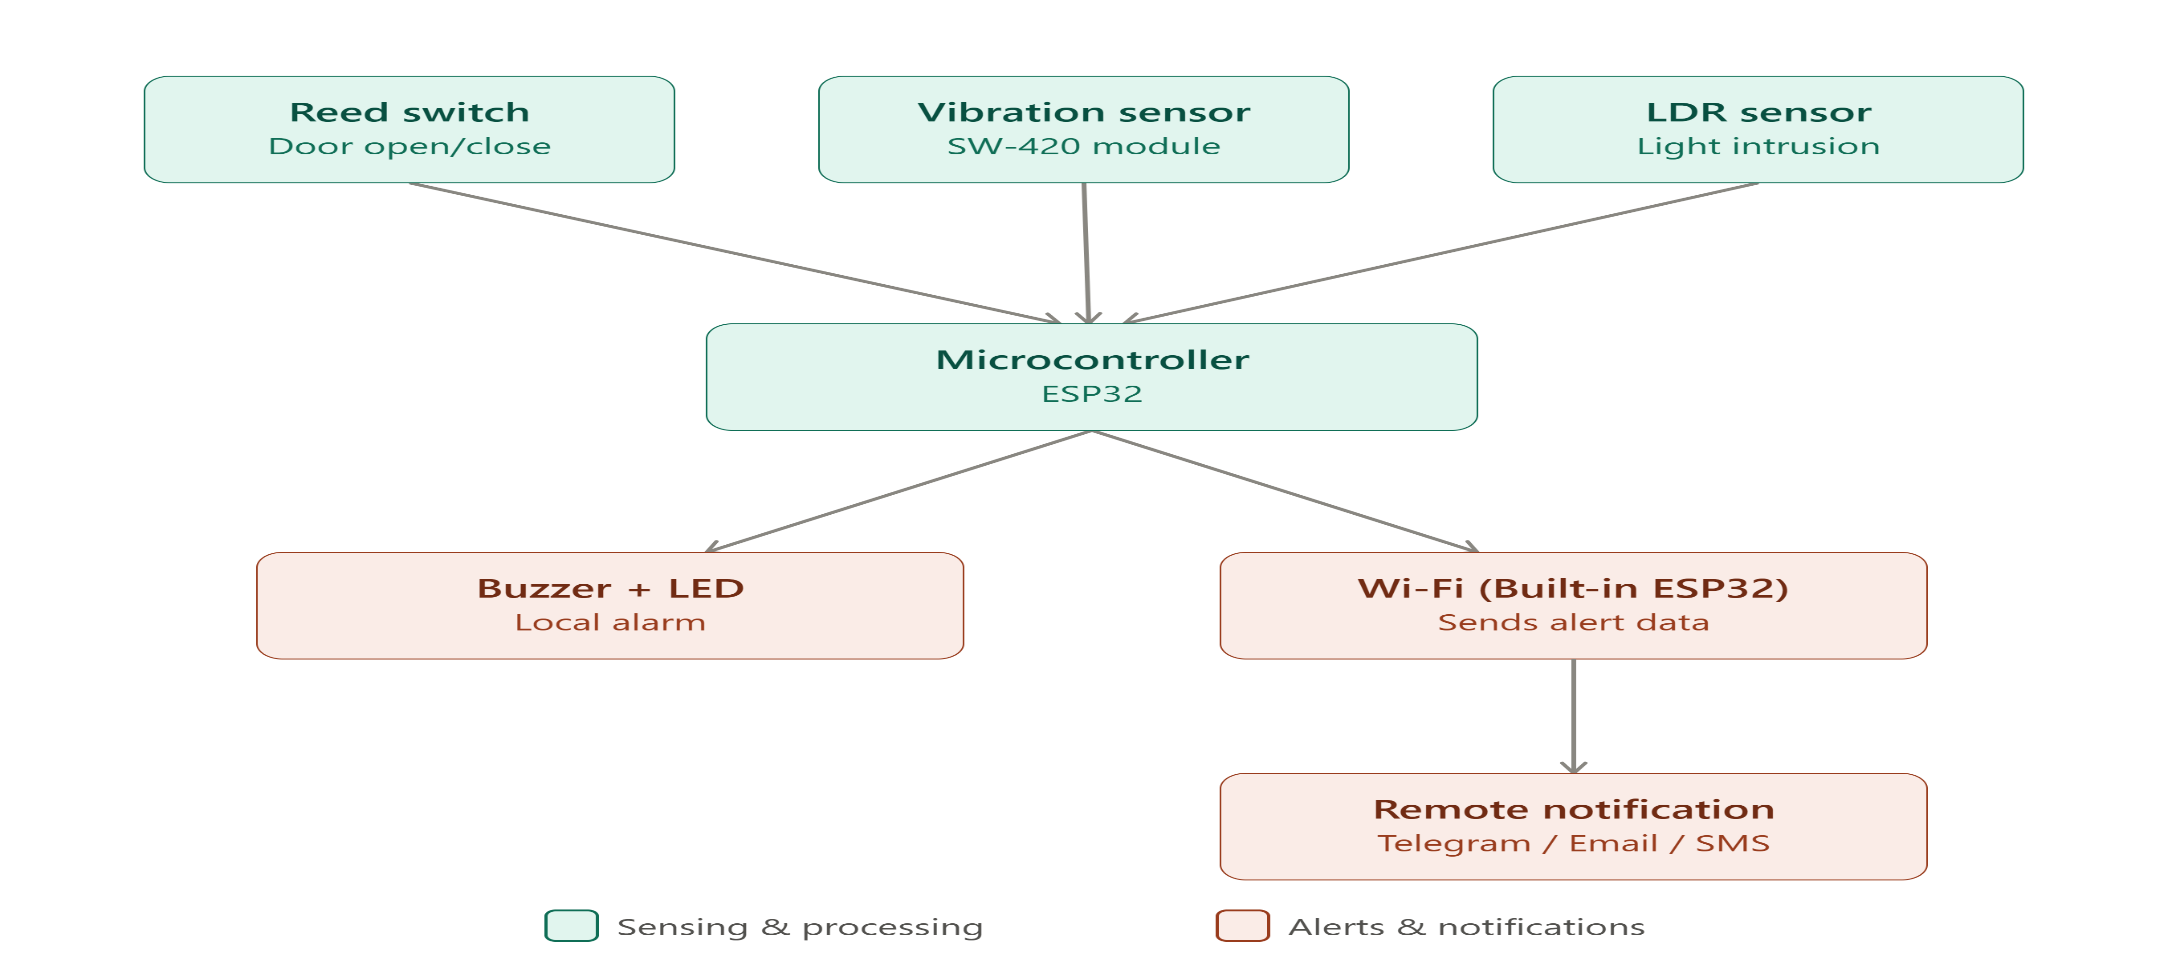 Reed switch
Door open/close
Vibration sensor
SW-420 module
LDR sensor
Light intrusion
Microcontroller
ESP32
Buzzer + LED
Local alarm
Wi-Fi (Built-in ESP32)
Sends alert data
Remote notification
Telegram / Email / SMS
Sensing & processing
Alerts & notifications